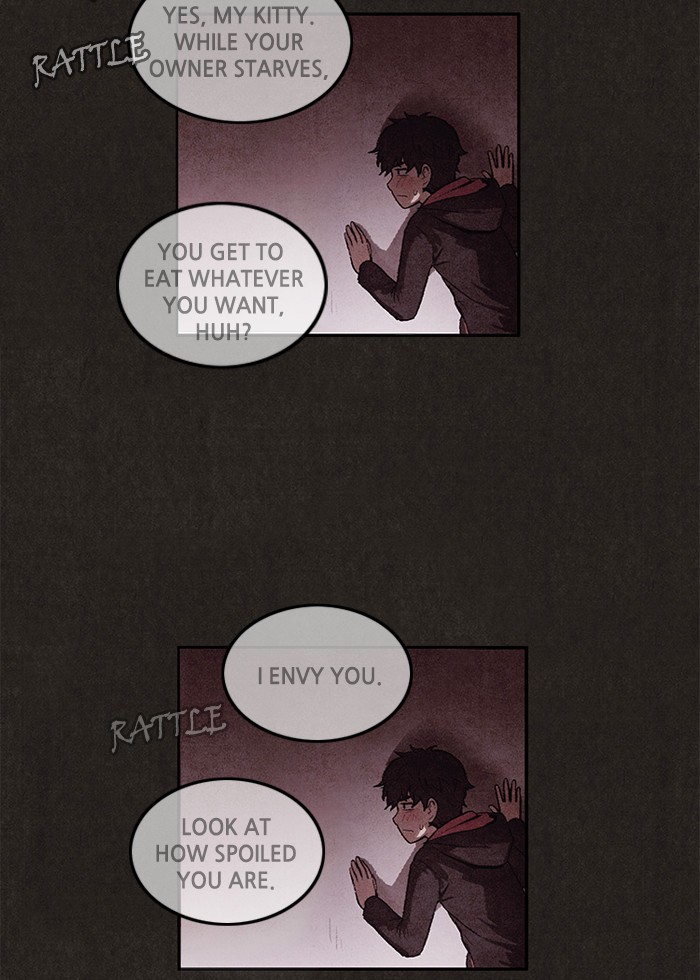 YES, MY KITTY.
WHILE YOUR
OWNER STARVES,
RATTLE
YOU GET TO
EAT WHATEVER
YOU WANT,
HUH?
I ENVY YOU.
RATTLE
LOOK AT
HOW SPOILED
YOU ARE.